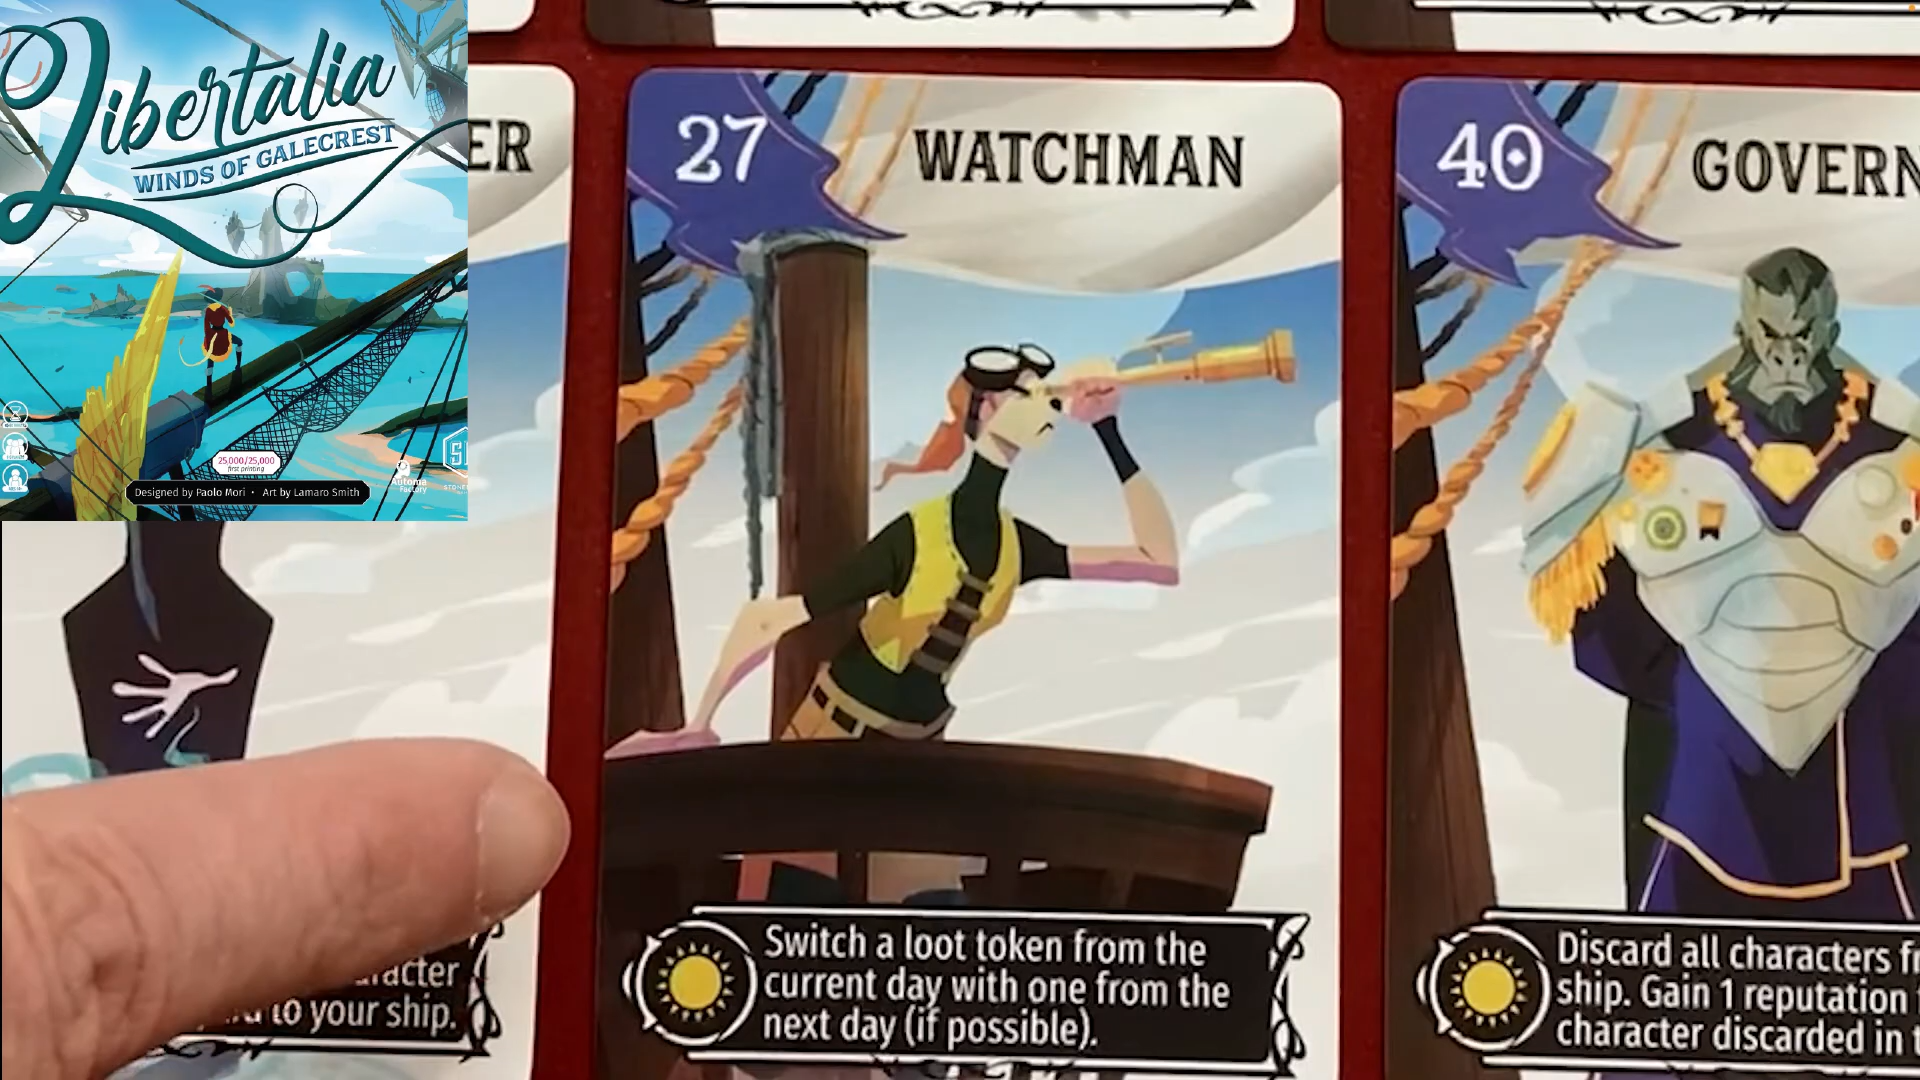 Libertalia
WINDS OF GALECREST
25,000/25,000
first printing
Automa
Factory
Designed by Paolo Mori • Art by Lamaro Smith
ER
to your ship.
27
WATCHMAN
Switch a loot token from the
current day with one from the
next day (if possible).
40
GOVERN
Discard all characters
ship. Gain 1 reputation
character discarded in